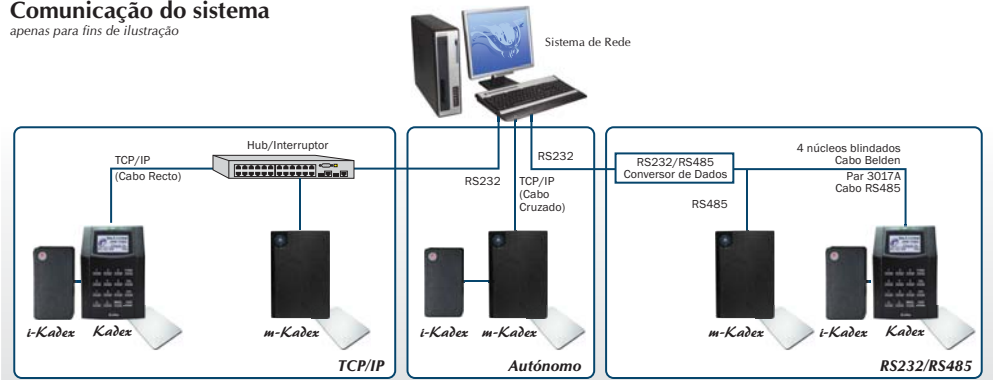 Comunicação do sistema
apenas para fins de ilustração
Sistema de Rede
Hub/Interruptor
TCP/IP
(Cabo Recto)
i-Kadex
Kadex
m-Kadex
TCP/IP
RS232
TCP/IP
(Cabo
Cruzado)
i-Kadex
m-Kadex
Autónomo
RS232
RS232/RS485
Conversor de Dados
4 núcleos blindados
Cabo Belden
Par 3017A
Cabo RS485
RS485
m-Kadex
i-Kadex
Kadex
RS232/RS485